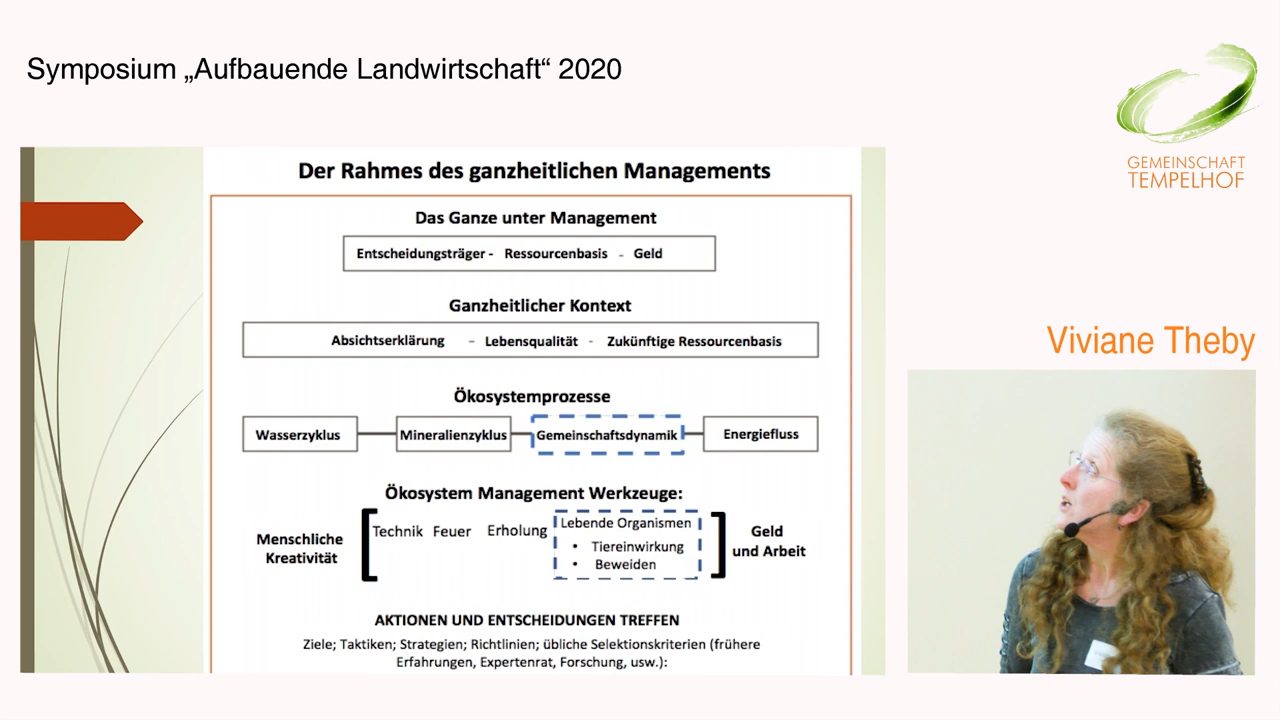 Symposium „Aufbauende Landwirtschaft“ 2020
GEMEINSCHAFT
TEMPELHOF
Der Rahmes des ganzheitlichen Managements
Das Ganze unter Management
Entscheidungsträger - Ressourcenbasis - Geld
Ganzheitlicher Kontext
Absichtserklärung - Lebensqualität - Zukünftige Ressourcenbasis
Ökosystemprozesse
Wasserzyklus Mineralienzyklus Gemeinschaftsdynamik Energiefluss
Ökosystem Management Werkzeuge:
Menschliche
Kreativität
Technik Feuer Erholung
Lebende Organismen
• Tiereinwirkung
• Beweiden
Geld
und Arbeit
AKTIONEN UND ENTSCHEIDUNGEN TREFFEN
Ziele; Taktiken; Strategien; Richtlinien; übliche Selektionskriterien (frühere
Erfahrungen, Expertenrat, Forschung, usw.):
Viviane Theby